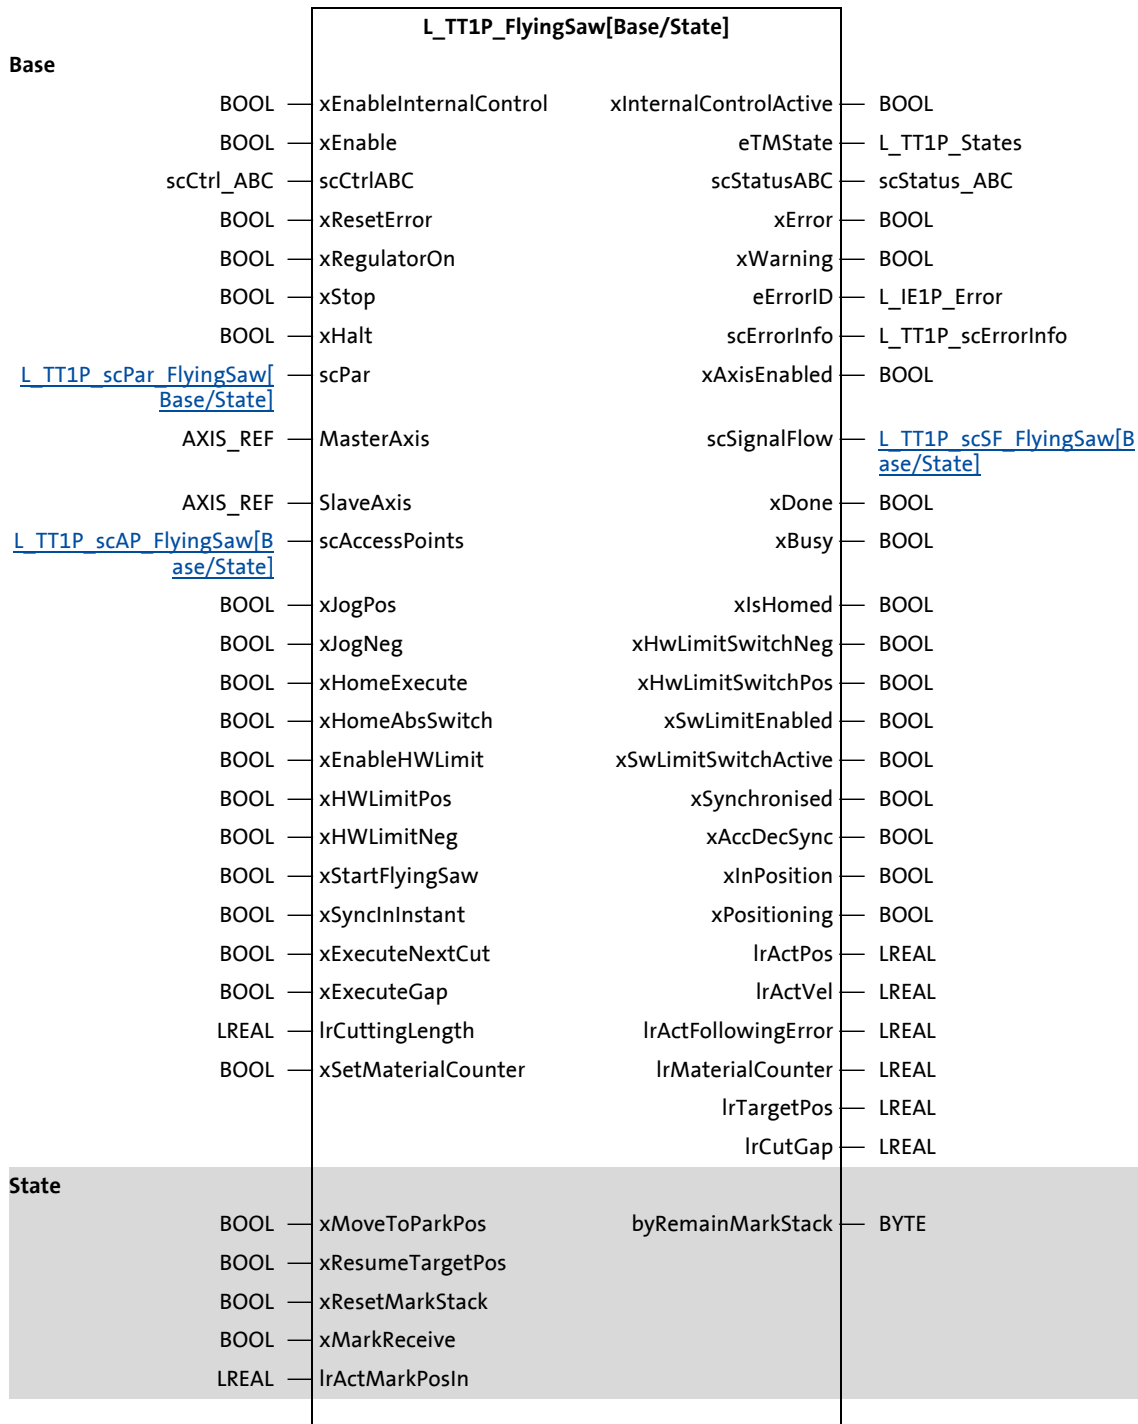 L_TT1P_FlyingSaw[Base/State]
Base
BOOL xEnableInternalControl xInternalControlActive BOOL
BOOL xEnable eTMState L_TT1P_States
scCtrl_ABC scCtrlABC scStatusABC scStatus_ABC
BOOL xResetError xError BOOL
BOOL xRegulatorOn xWarning BOOL
BOOL xStop eErrorID L_IE1P_Error
BOOL xHalt scErrorInfo L_TT1P_scErrorInfo
L_TT1P_scPar_FlyingSaw[ scPar xAxisEnabled BOOL
Base/State]
AXIS_REF MasterAxis scSignalFlow L_TT1P_scSF_FlyingSaw[B
ase/State]
AXIS_REF SlaveAxis xDone BOOL
L_TT1P_scAP_FlyingSaw[B scAccessPoints xBusy BOOL
ase/State]
BOOL xJogPos xIsHomed BOOL
BOOL xJogNeg xHwLimitSwitchNeg BOOL
BOOL xHomeExecute xHwLimitSwitchPos BOOL
BOOL xHomeAbsSwitch xSwLimitEnabled BOOL
BOOL xEnableHWLimit xSwLimitSwitchActive BOOL
BOOL xHWLimitPos xSynchronised BOOL
BOOL xHWLimitNeg xAccDecSync BOOL
BOOL xStartFlyingSaw xInPosition BOOL
BOOL xSyncInInstant xPositioning BOOL
BOOL xExecuteNextCut lrActPos LREAL
BOOL xExecuteGap lrActVel LREAL
LREAL lrCuttingLength lrActFollowingError LREAL
BOOL xSetMaterialCounter lrMaterialCounter LREAL
lrTargetPos LREAL
lrCutGap LREAL
State
BOOL xMoveToParkPos byRemainMarkStack BYTE
BOOL xResumeTargetPos
BOOL xResetMarkStack
BOOL xMarkReceive
LREAL lrActMarkPosIn